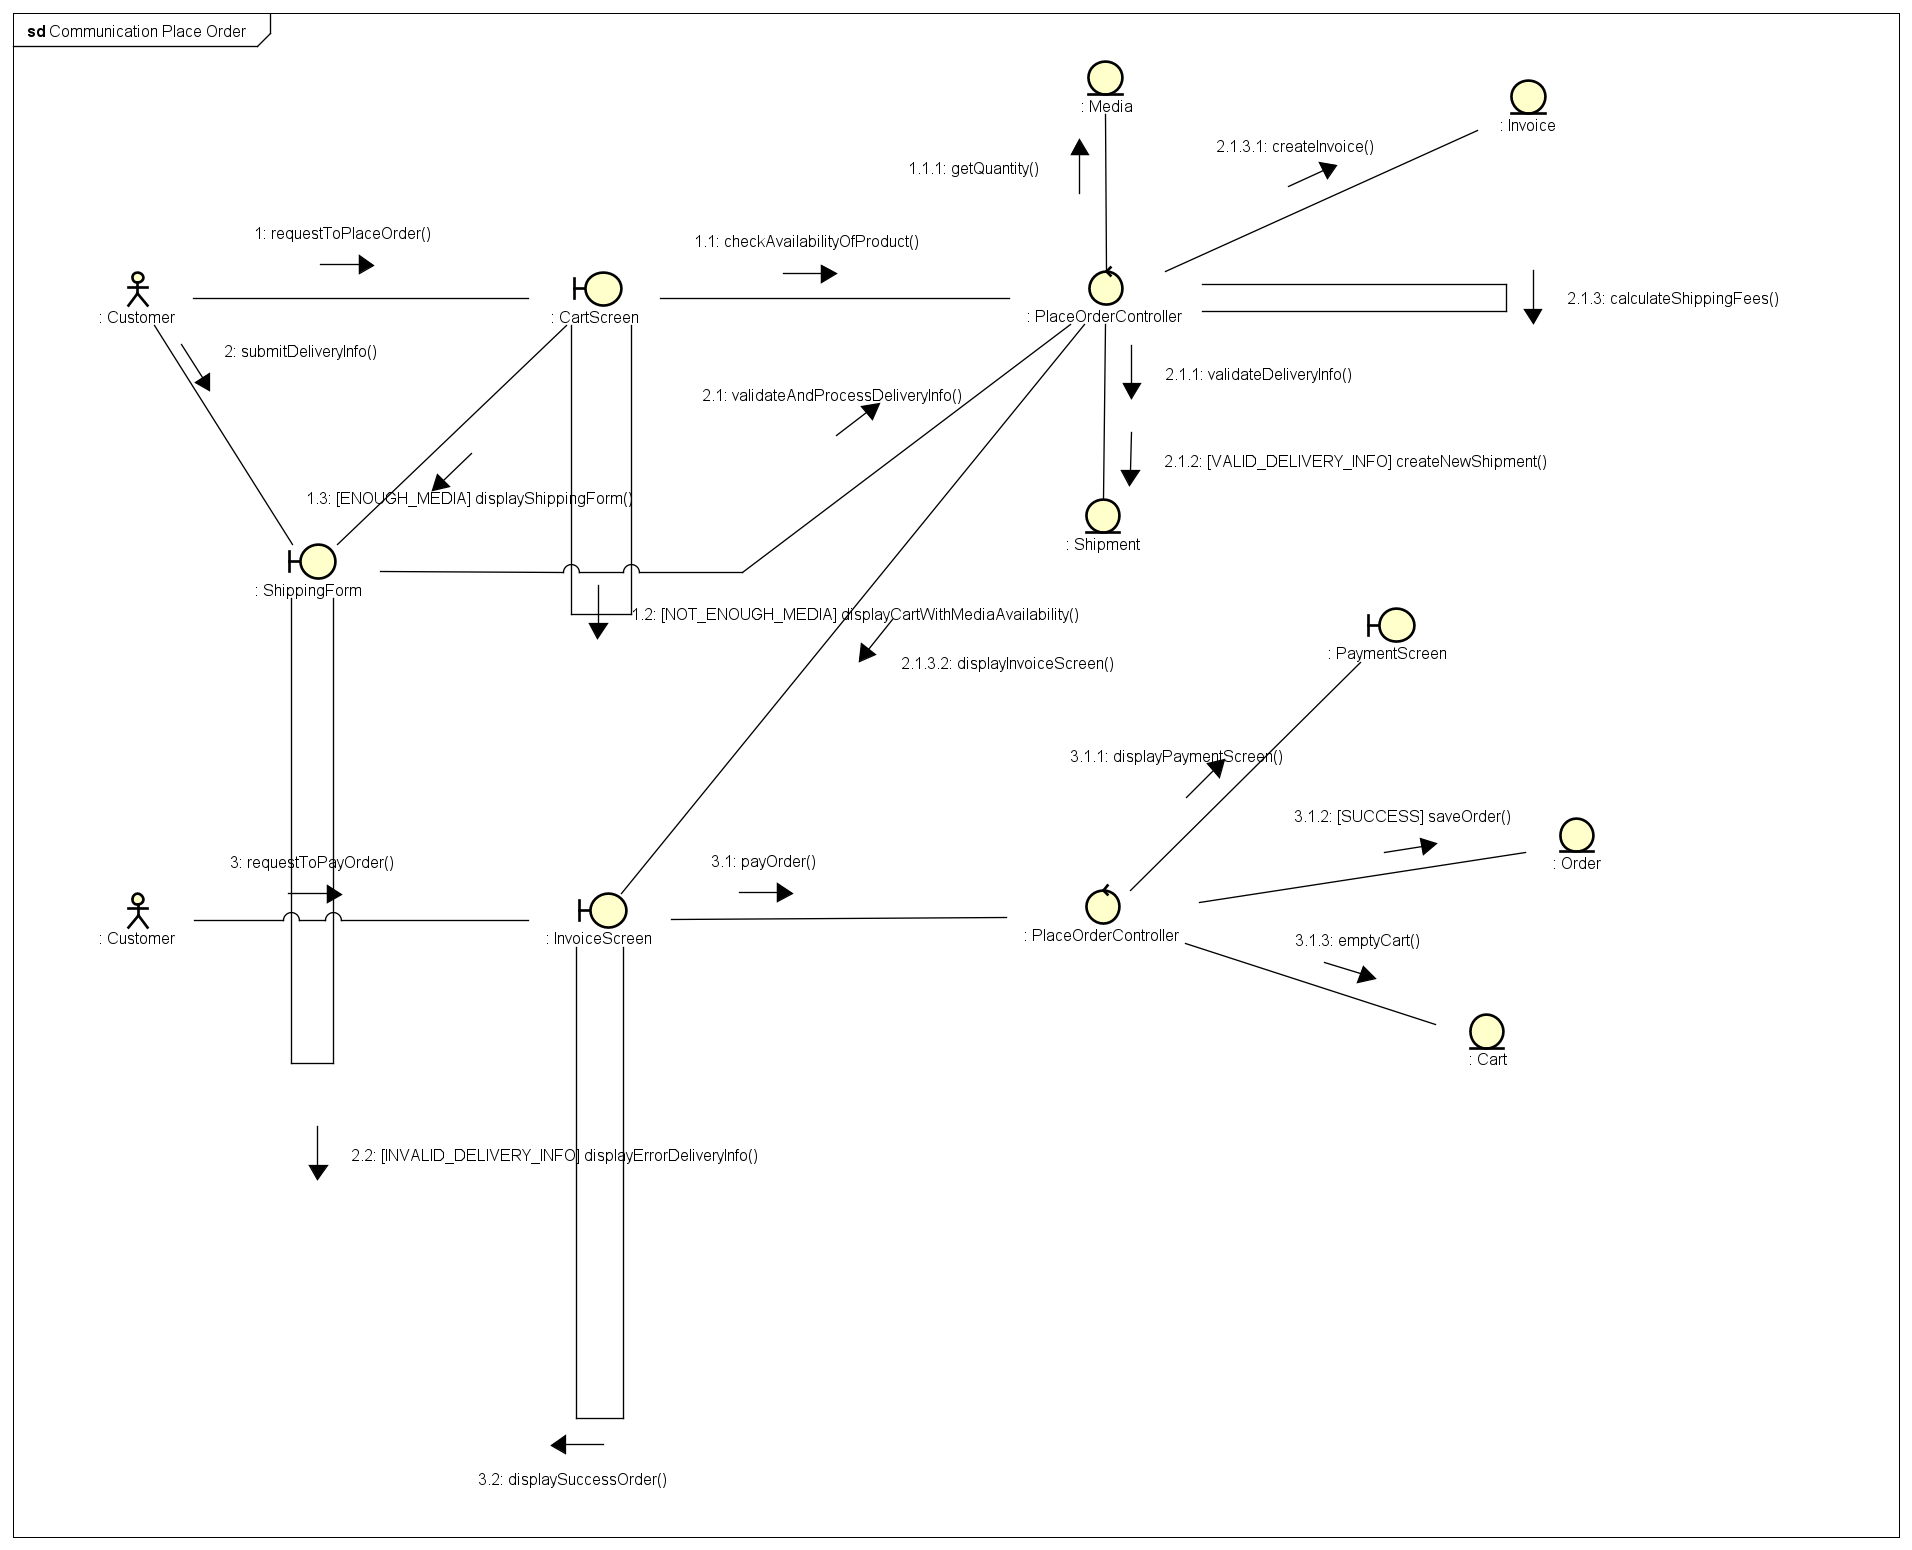 sd Communication Place Order
: Media
: Invoice
2.1.3.1: createInvoice()
1.1.1: getQuantity()
1: requestToPlaceOrder()
1.1: checkAvailabilityOfProduct()
: Customer
: CartScreen
: PlaceOrderController
2.1.3: calculateShippingFees()
2: submitDeliveryInfo()
2.1.1: validateDeliveryInfo()
2.1: validateAndProcessDeliveryInfo()
2.1.2: [VALID_DELIVERY_INFO] createNewShipment()
1.3: [ENOUGH_MEDIA] displayShippingForm()
: Shipment
: ShippingForm
1.2: [NOT_ENOUGH_MEDIA] displayCartWithMediaAvailability()
2.1.3.2: displayInvoiceScreen()
: PaymentScreen
3.1.1: displayPaymentScreen()
3.1.2: [SUCCESS] saveOrder()
3: requestToPayOrder()
3.1: payOrder()
: Order
: Customer
: InvoiceScreen
: PlaceOrderController
3.1.3: emptyCart()
: Cart
2.2: [INVALID_DELIVERY_INFO] displayErrorDeliveryInfo()
3.2: displaySuccessOrder()